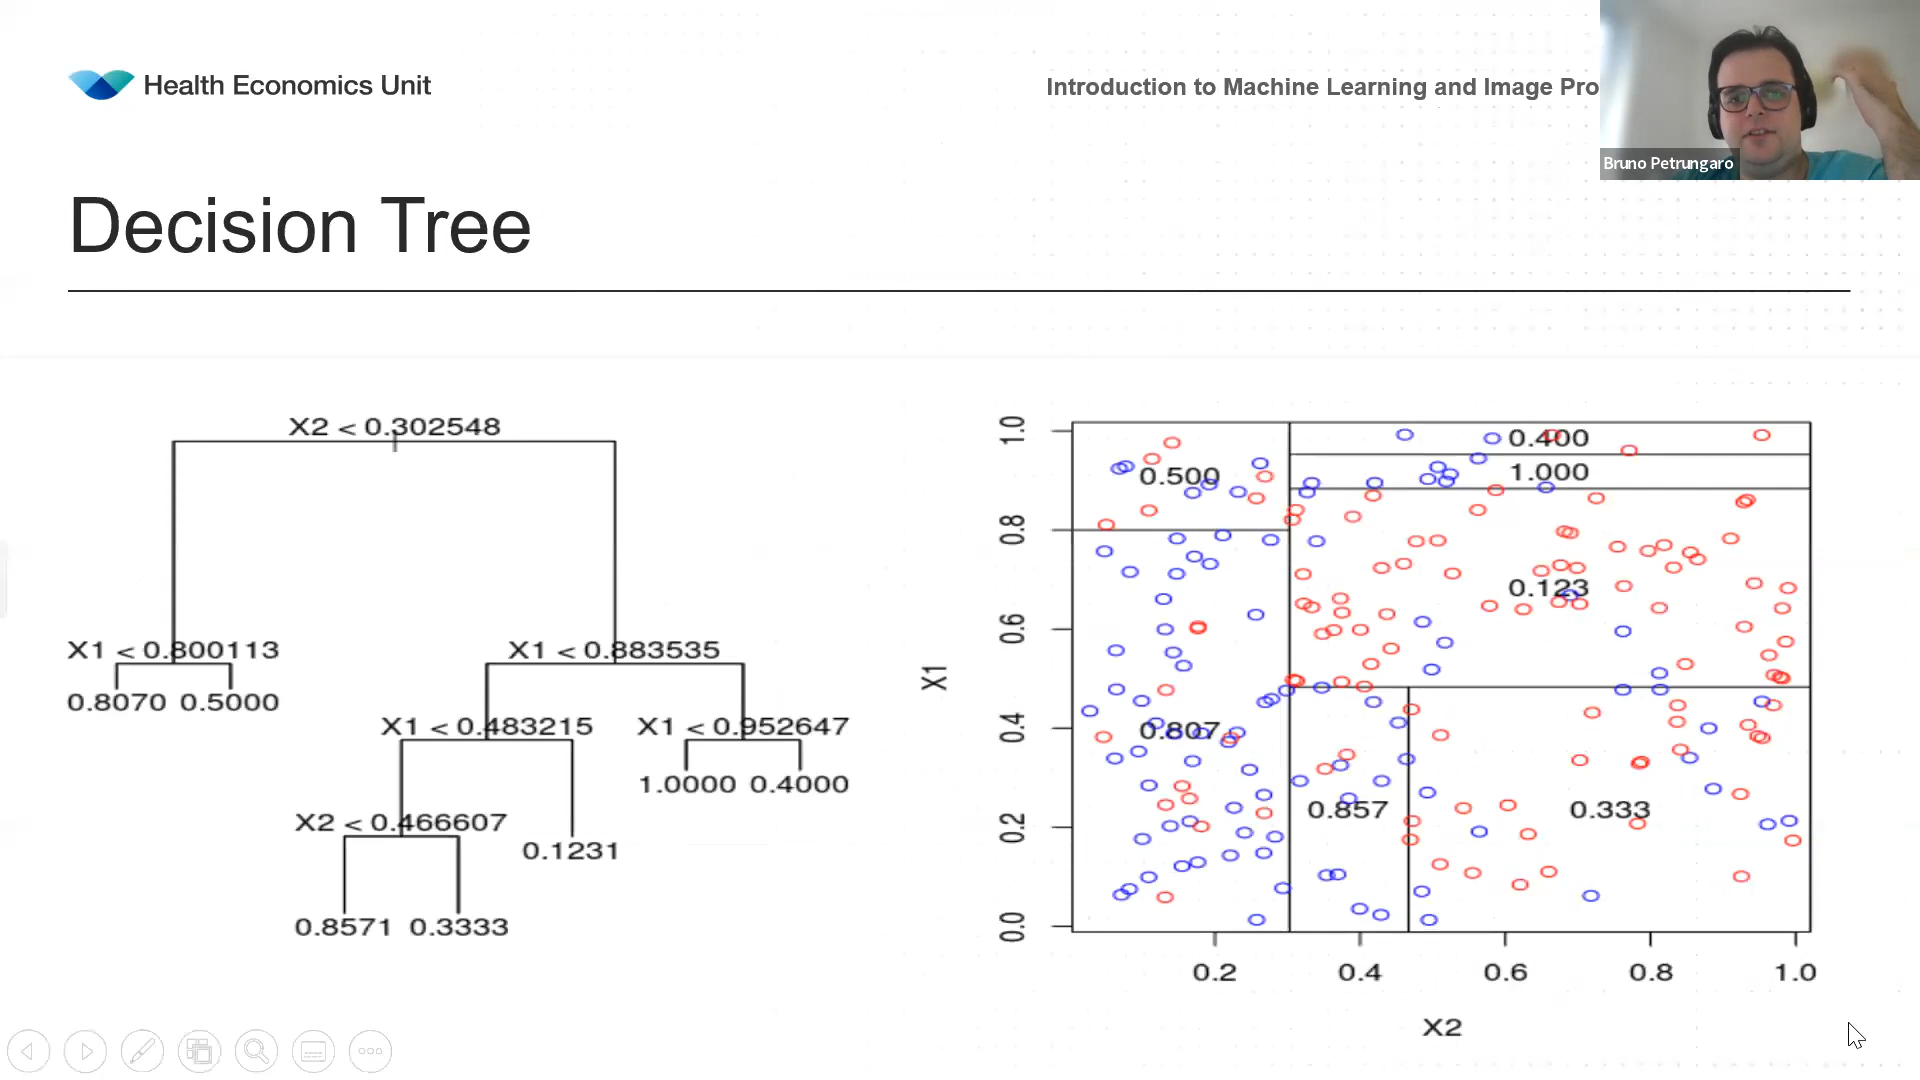 Health Economics Unit
Introduction to Machine Learning and Image Pro
Bruno Petrungaro
Decision Tree
X2 < 0.302548
X1 < 0.800113
X1 < 0.883535
0.8070 0.5000
X1 < 0.483215
X1 < 0.952647
1.0000 0.4000
X2 < 0.466607
0.1231
0.8571 0.3333
1.0
0.8
0.6
0.4
0.2
0.0
X1
0.400
1.000
0.500
0.123
0.807
0.857
0.333
0.2 0.4 0.6 0.8 1.0
X2